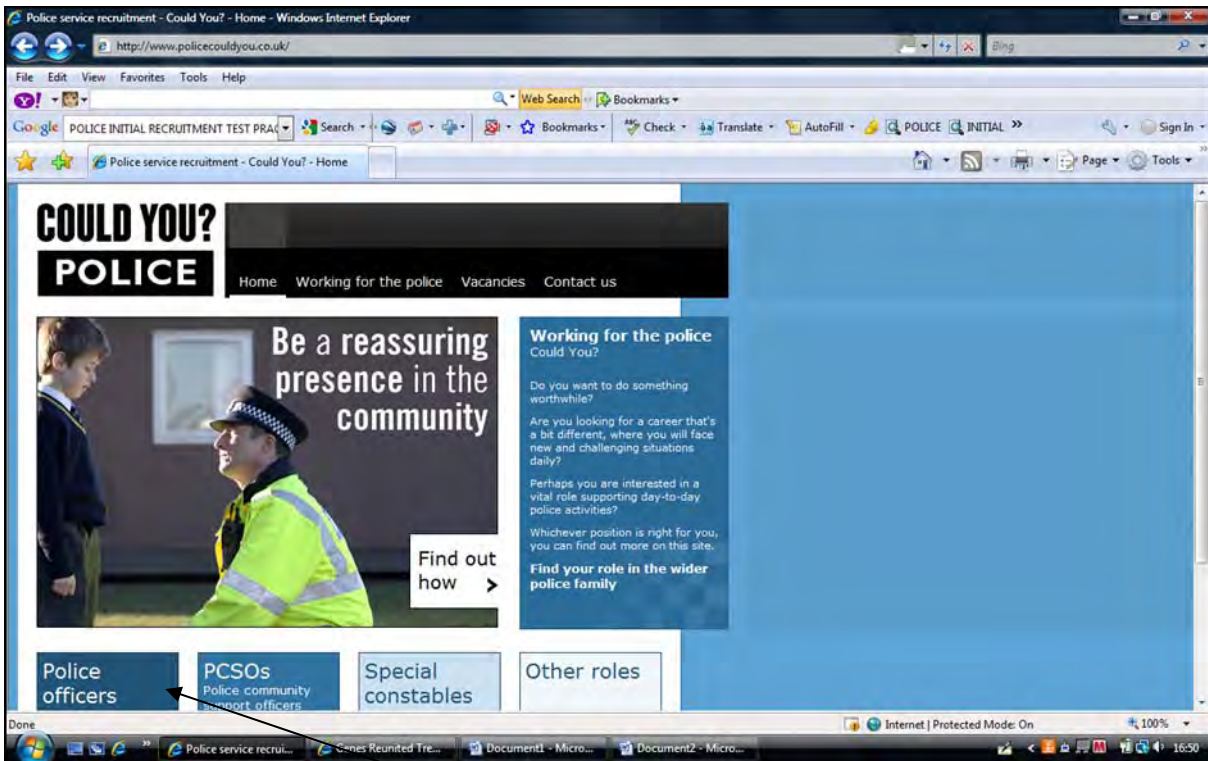 Police service recruitment - Could You? - Home - Windows Internet Explorer
http://www.policecouldyou.co.uk/
Bing
File Edit View Favorites Tools Help
Y! Web Search Bookmarks
Google POLICE INITIAL RECRUITMENT TEST PRAC Search Bookmarks Check Translate AutoFill POLICE INITIAL » Sign In
Police service recruitment - Could You? - Home Page Tools »
COULD YOU?
POLICE
Home Working for the police Vacancies Contact us
Be a reassuring
presence in the
community
Find out
how >
Working for the police
Could You?
Do you want to do something
worthwhile?
Are you looking for a career that's
a bit different, where you will face
new and challenging situations
daily?
Perhaps you are interested in a
vital role supporting day-to-day
police activities?
Whichever position is right for you,
you can find out more on this site.
Find your role in the wider
police family
Police
officers
PCSOs
Police community
support officers
Special
constables
Other roles
Done Internet | Protected Mode: On 100%
» Police service recrui... Genes Reunited Tre... Document1 - Micro... Document2 - Micro... 16:50